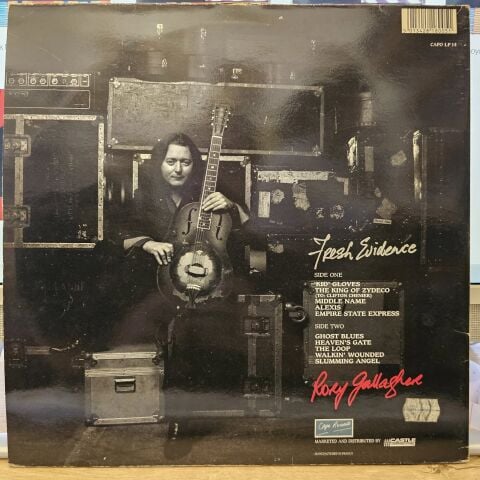 CAPO LP 14
Fresh Evidence
SIDE ONE
'KID' GLOVES
THE KING OF ZYDECO
(TO: CLIFTON CHENIER)
MIDDLE NAME
ALEXIS
EMPIRE STATE EXPRESS
SIDE TWO
GHOST BLUES
HEAVEN'S GATE
THE LOOP
WALKIN' WOUNDED
SLUMMING ANGEL
Rory Gallagher
Capo Records
MARKETED AND DISTRIBUTED BY CASTLE